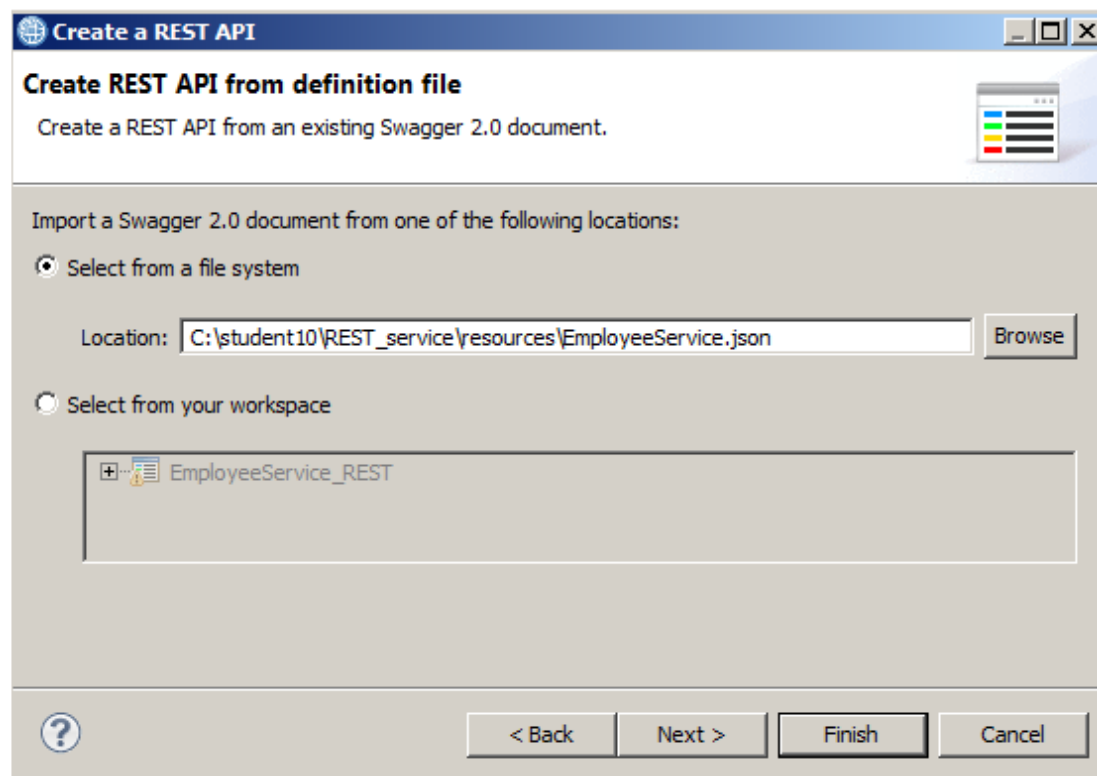 Create a REST API
Create REST API from definition file
Create a REST API from an existing Swagger 2.0 document.
Import a Swagger 2.0 document from one of the following locations:
Select from a file system
Location: C:\student10\REST_service\resources\EmployeeService.json Browse
Select from your workspace
EmployeeService_REST
? < Back Next > Finish Cancel